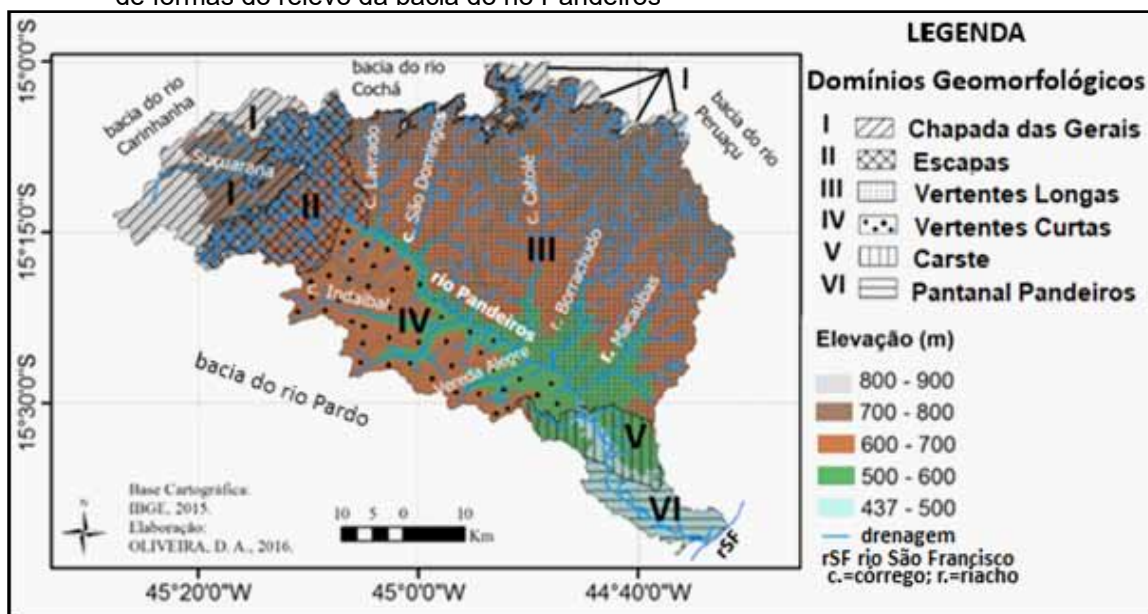 de formas do relevo da bacia do rio Pandeiros
LEGENDA
Domínios Geomorfológicos
I Chapada das Gerais
II Escapas
III Vertentes Longas
IV Vertentes Curtas
V Carste
VI Pantanal Pandeiros
Elevação (m)
800 - 900
700 - 800
600 - 700
500 - 600
437 - 500
drenagem
rSF rio São Francisco
c.=córrego; r.=riacho
15°0'0"S
15°15'0"S
15°30'0"S
45°20'0"W
45°0'0"W
44°40'0"W
bacia do rio
Carinhanha
bacia do rio
Cochá
bacia do rio
Peruaçu
bacia do rio Pardo
I
I
I
II
III
IV
V
VI
Suçuarana
c. Lavrado
c. São Domingos
c. Catolé
r. Borrachudo
r. Macaúbas
rio Pandeiros
c. Indaibal
Alegre
rSF
N
Base Cartográfica:
IBGE, 2015.
Elaboração:
OLIVEIRA, D. A., 2016.
10 5 0 10
Km